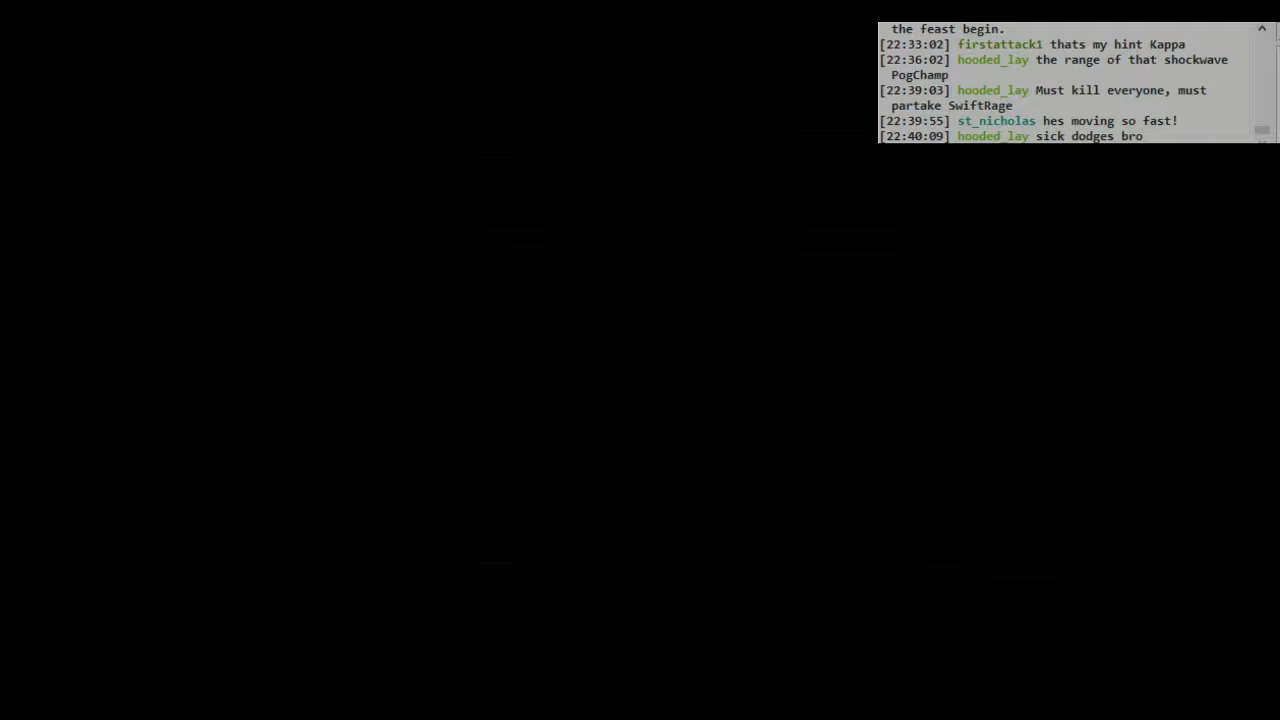 the feast begin.
[22:33:02] firstattack1 thats my hint Kappa
[22:36:02] hooded_lay the range of that shockwave
PogChamp
[22:39:03] hooded_lay Must kill everyone, must
partake SwiftRage
[22:39:55] st_nicholas hes moving so fast!
[22:40:09] hooded_lay sick dodges bro